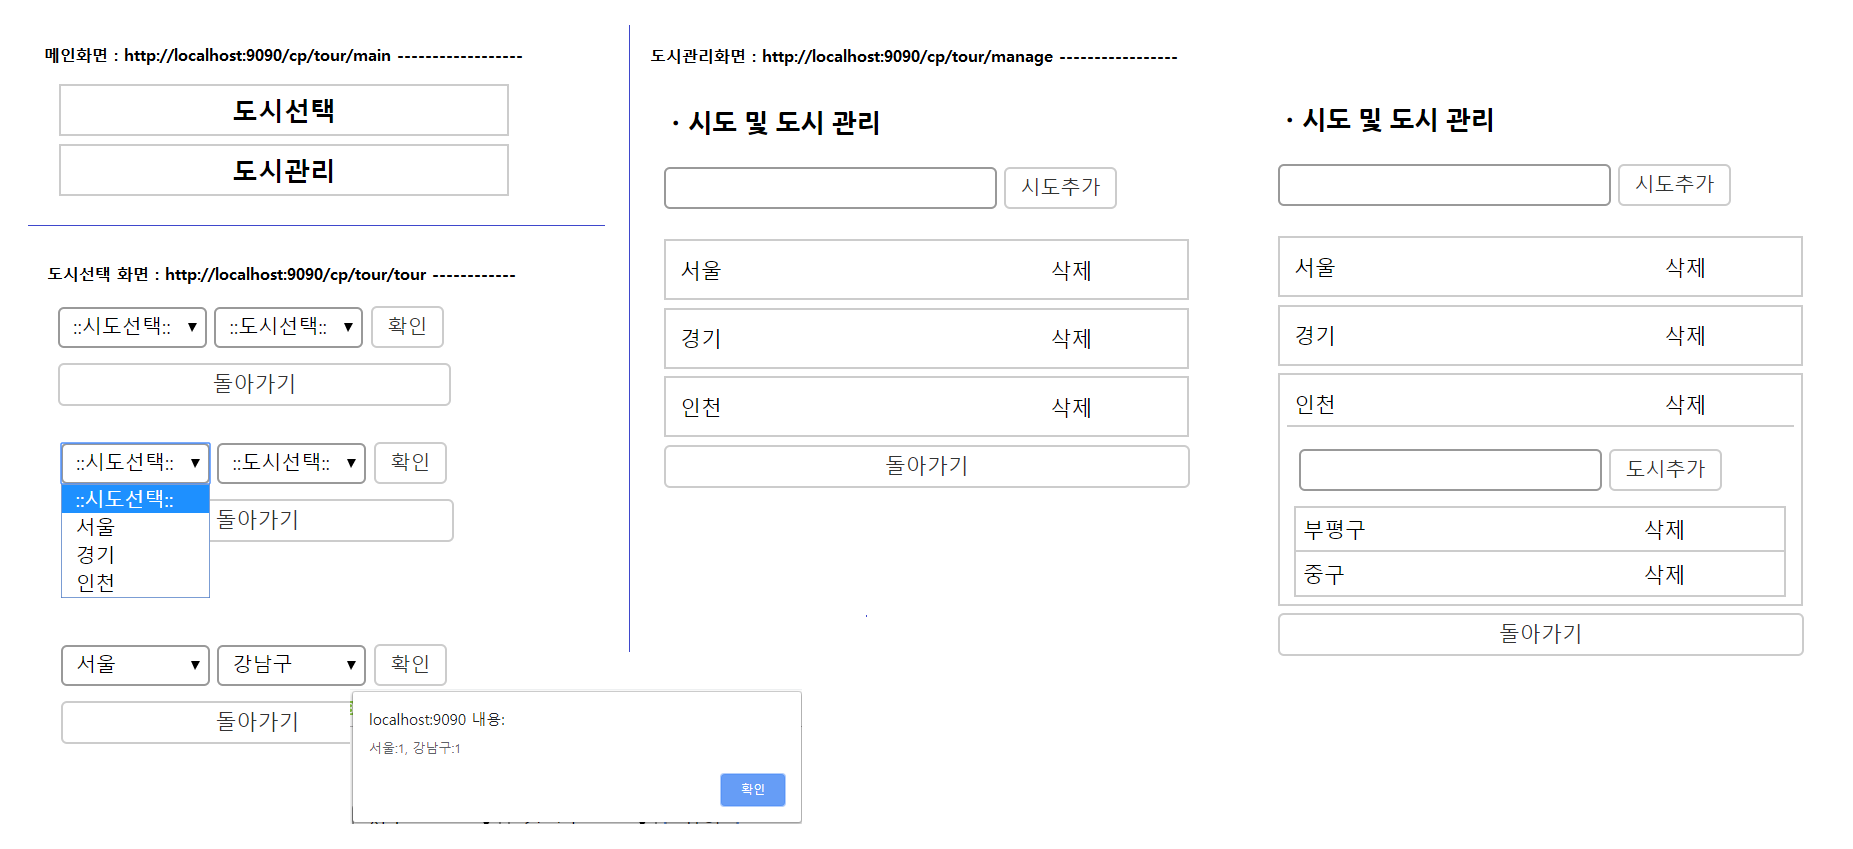 메인화면 : http://localhost:9090/cp/tour/main ------------------
도시선택
도시관리
도시선택 화면 : http://localhost:9090/cp/tour/tour ------------
::시도선택:: ▼ ::도시선택:: ▼ 확인
돌아가기
::시도선택:: ▼ ::도시선택:: ▼ 확인
::시도선택::
돌아가기
서울
경기
인천
서울 ▼ 강남구 ▼ 확인
돌아가기
localhost:9090 내용:
서울:1, 강남구:1
확인
도시관리화면 : http://localhost:9090/cp/tour/manage -----------------
· 시도 및 도시 관리
시도추가
서울 삭제
경기 삭제
인천 삭제
돌아가기
· 시도 및 도시 관리
시도추가
서울 삭제
경기 삭제
인천 삭제
도시추가
부평구 삭제
중구 삭제
돌아가기